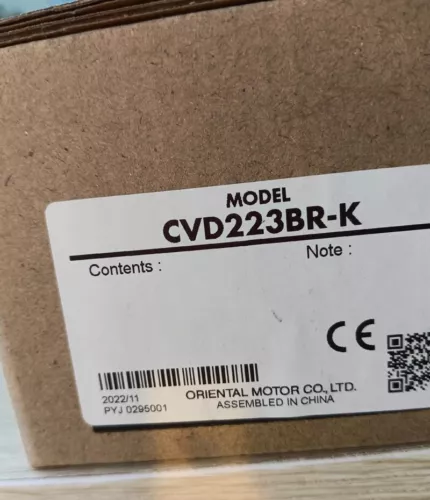 MODEL
CVD223BR-K
Contents :
Note :
CE
2022/11
PYJ 0295001
ORIENTAL MOTOR CO., LTD.
ASSEMBLED IN CHINA